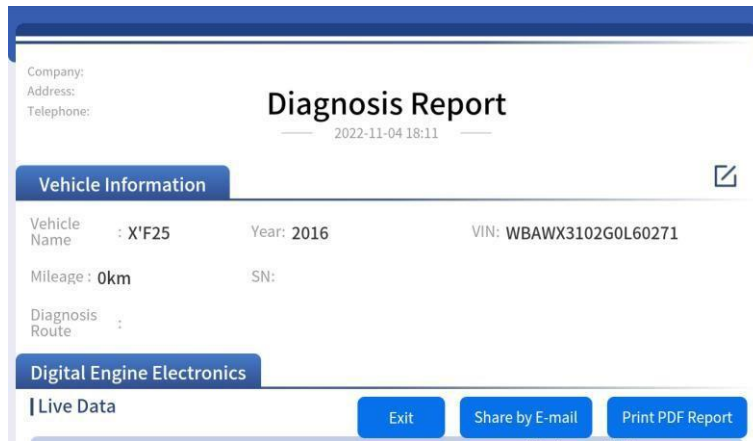 Company:
Address:
Telephone:
Diagnosis Report
2022-11-04 18:11
Vehicle Information
Vehicle Name : X'F25 Year: 2016 VIN: WBAWX3102G0L60271
Mileage : 0km SN:
Diagnosis Route :
Digital Engine Electronics
Live Data
Exit Share by E-mail Print PDF Report